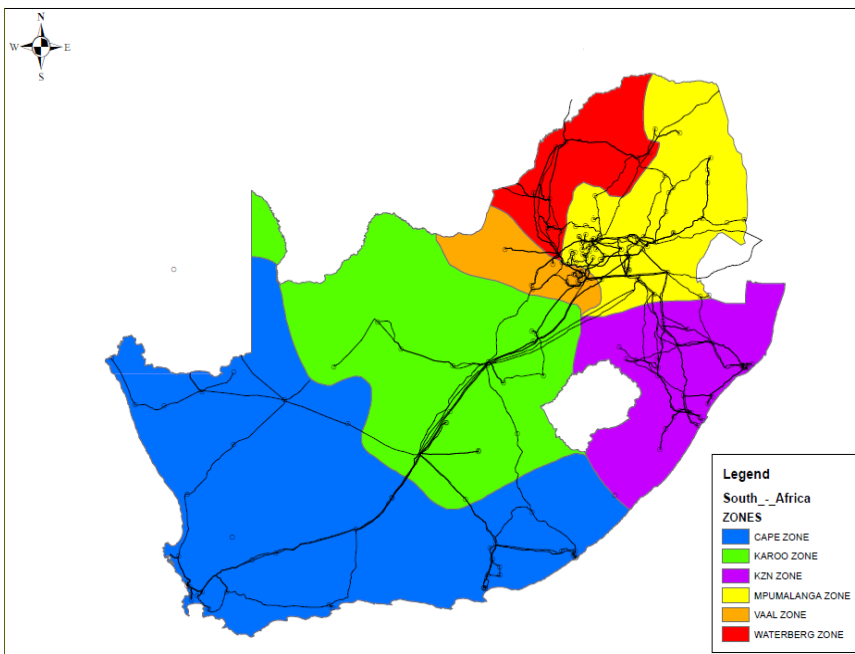 N
W E
S
Legend
South_-_Africa
ZONES
CAPE ZONE
KAROO ZONE
KZN ZONE
MPUMALANGA ZONE
VAAL ZONE
WATERBERG ZONE